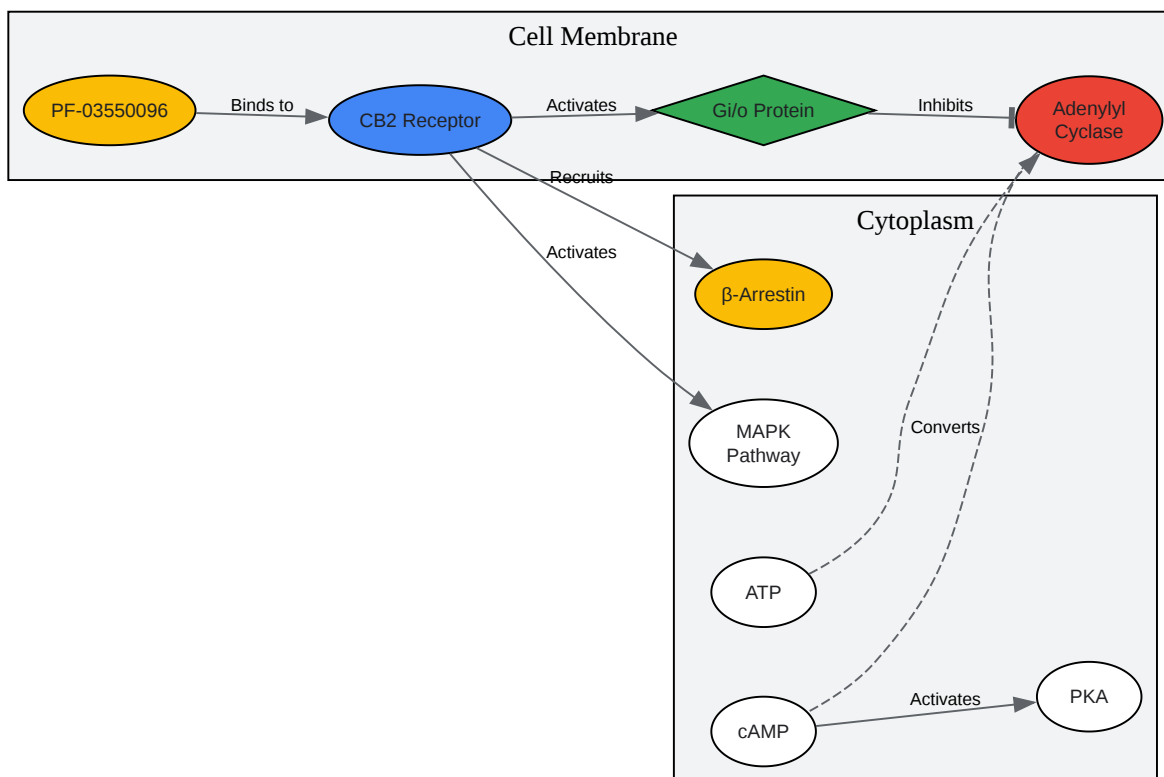 Cell Membrane
PF-03550096
Binds to
CB2 Receptor
Activates
Gi/o Protein
Inhibits
Adenylyl
Cyclase
Recruits
Cytoplasm
Activates
β-Arrestin
MAPK
Pathway
Converts
ATP
cAMP
Activates
PKA